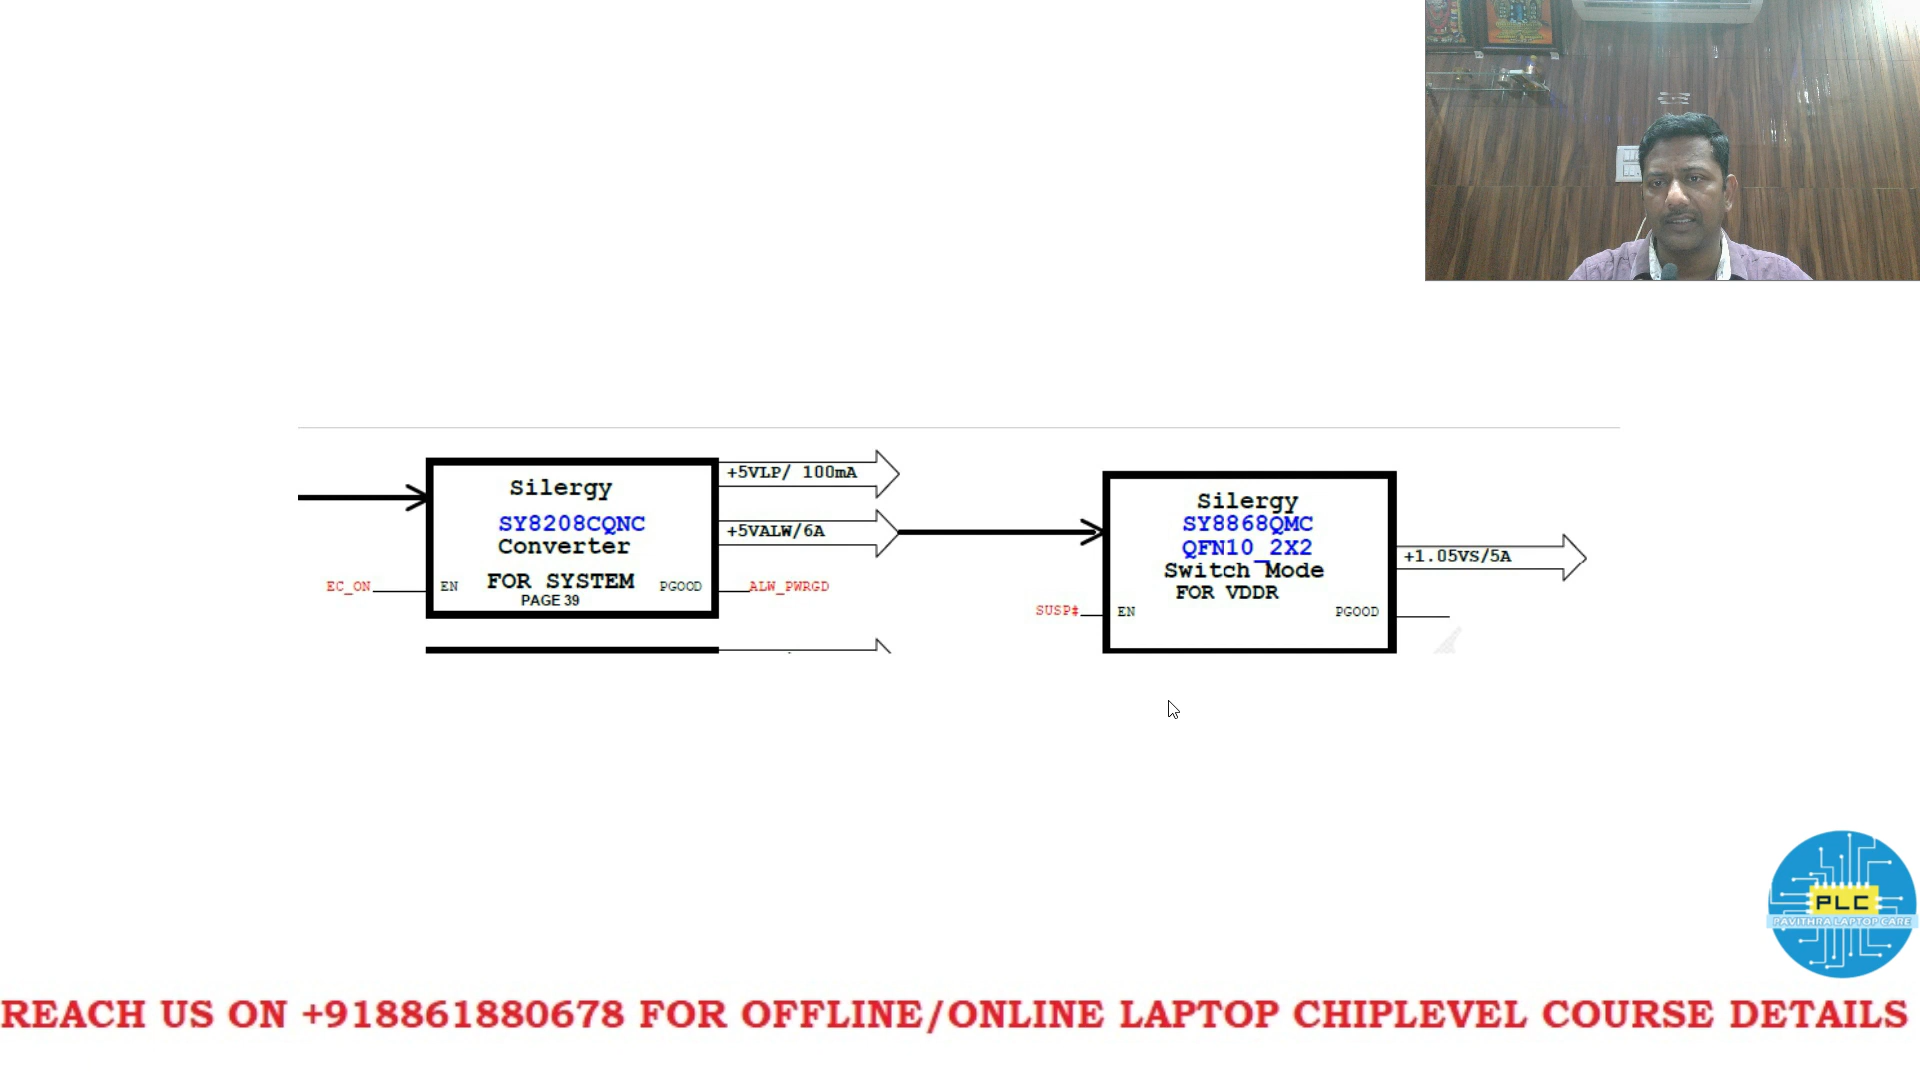 Silergy
SY8208CQNC
Converter
FOR SYSTEM
PAGE 39
EC_ON
EN
PGOOD
ALW_PWRGD
+5VLP/ 100mA
+5VALW/6A
Silergy
SY8868QMC
QFN10_2X2
Switch Mode
FOR VDDR
SUSP#
EN
PGOOD
+1.05VS/5A
PLC
PAVITHRA LAPTOP CARE
REACH US ON +918861880678 FOR OFFLINE/ONLINE LAPTOP CHIPLEVEL COURSE DETAILS